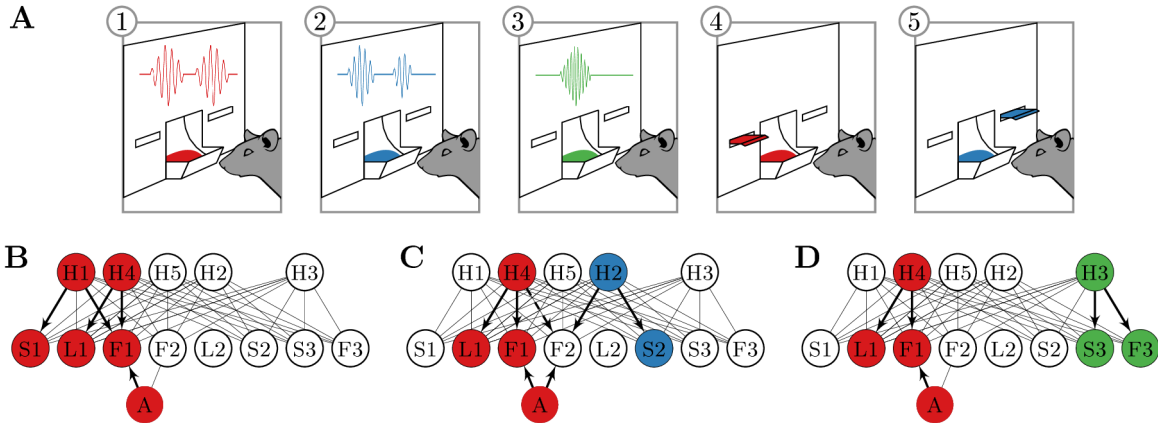 A
1 2 3 4 5
B C D
H1 H4 H5 H2 H3 H1 H4 H5 H2 H3 H1 H4 H5 H2 H3
S1 L1 F1 F2 L2 S2 S3 F3 S1 L1 F1 F2 L2 S2 S3 F3 S1 L1 F1 F2 L2 S2 S3 F3
A A A